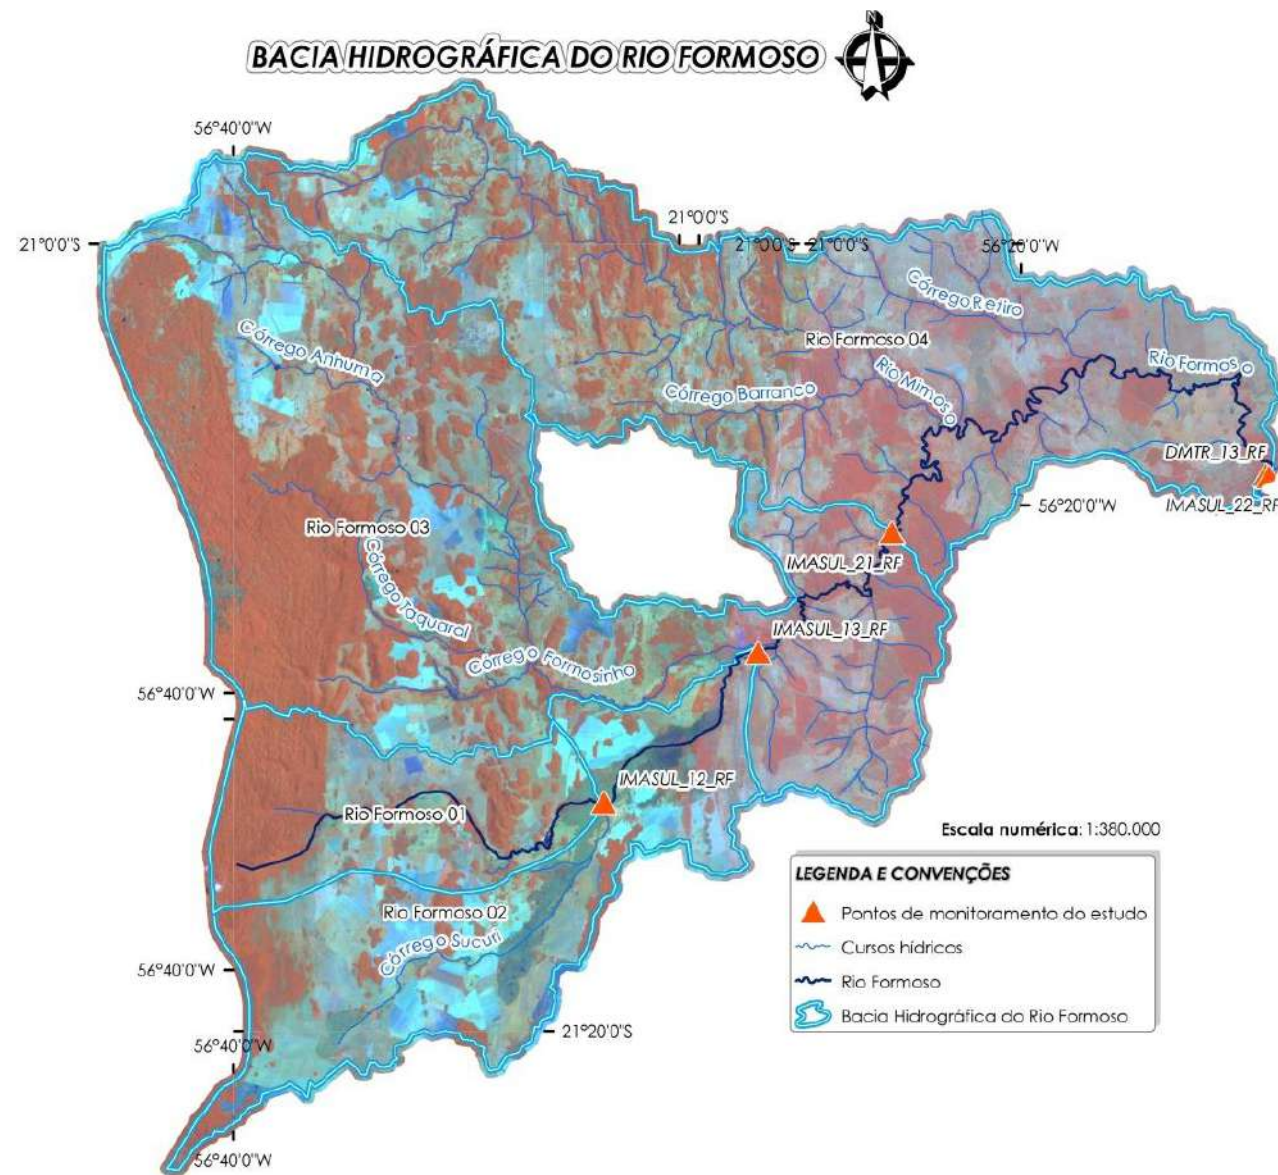 BACIA HIDROGRÁFICA DO RIO FORMOSO
N
56°40'0"W
21°0'0"S
21°0'0"S
21°0'0"S
21°0'0"S
56°20'0"W
Córrego Retiro
Córrego Anhuma
Rio Formoso 04
Rio Mimoso
Rio Formoso
Córrego Barranco
DMTR_13_RF
IMASUL_22_RF
56°20'0"W
Rio Formoso 03
IMASUL_21_RF
Córrego Taquaral
IMASUL_13_RF
Córrego Formosinho
56°40'0"W
IMASUL_12_RF
Rio Formoso 01
Rio Formoso 02
Córrego Sucuri
56°40'0"W
21°20'0"S
56°40'0"W
56°40'0"W
Escala numérica: 1:380.000
LEGENDA E CONVENÇÕES
Pontos de monitoramento do estudo
Cursos hídricos
Rio Formoso
Bacia Hidrográfica do Rio Formoso